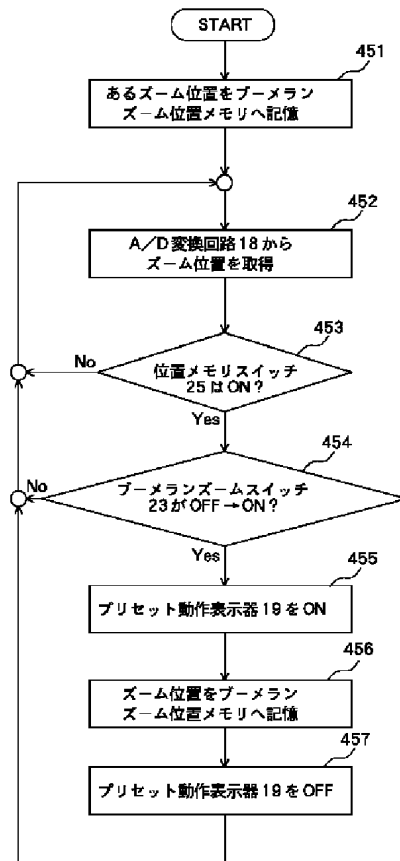 START
451
あるズーム位置をブーメラン
ズーム位置メモリへ記憶
452
A/D変換回路18から
ズーム位置を取得
453
No
位置メモリスイッチ
25はON?
Yes
454
No
ブーメランズームスイッチ
23がOFF→ON?
Yes
455
プリセット動作表示器19をON
456
ズーム位置をブーメラン
ズーム位置メモリへ記憶
457
プリセット動作表示器19をOFF